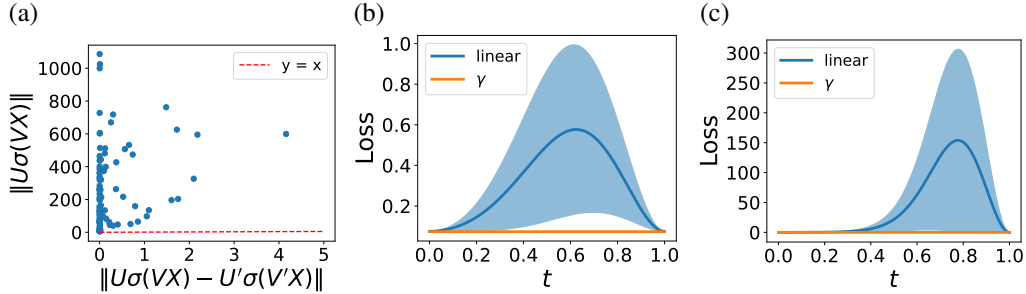 (a)
(b)
(c)
‖Uσ(VX)‖
1000
800
600
400
200
0
y = x
0 1 2 3 4 5
‖Uσ(VX) − U'σ(V'X)‖
Loss
1.0
0.8
0.6
0.4
0.2
linear
γ
0.0 0.2 0.4 0.6 0.8 1.0
t
Loss
300
250
200
150
100
50
0
linear
γ
0.0 0.2 0.4 0.6 0.8 1.0
t